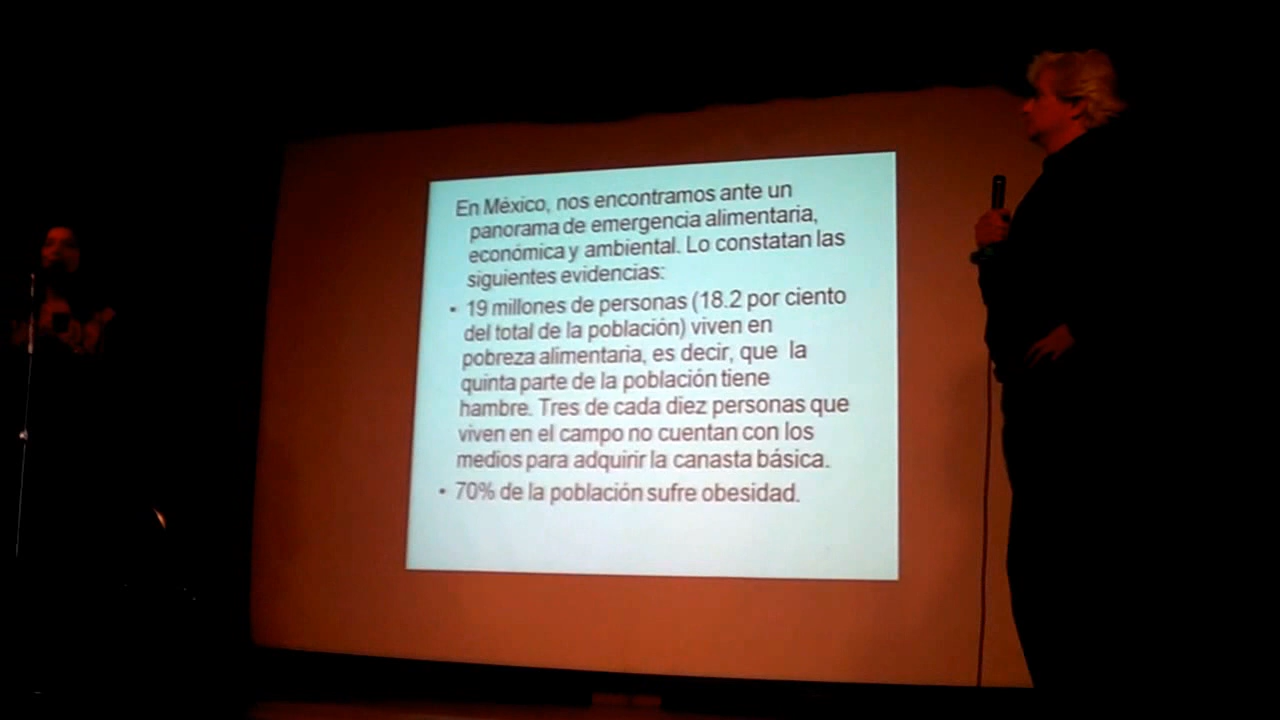 En México, nos encontramos ante un
panorama de emergencia alimentaria,
económica y ambiental. Lo constatan las
siguientes evidencias:
• 19 millones de personas (18.2 por ciento
del total de la población) viven en
pobreza alimentaria, es decir, que la
quinta parte de la población tiene
hambre. Tres de cada diez personas que
viven en el campo no cuentan con los
medios para adquirir la canasta básica.
• 70% de la población sufre obesidad.